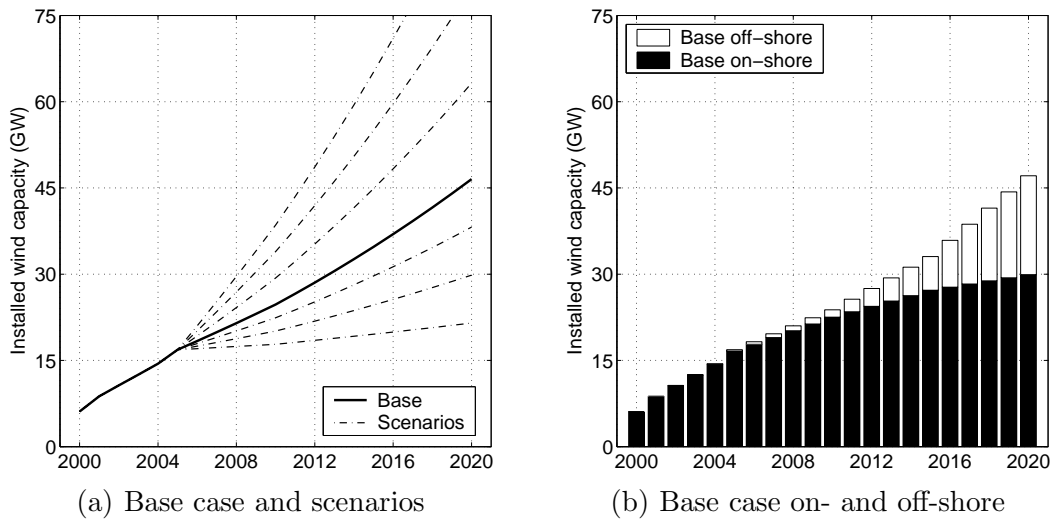 Installed wind capacity (GW)
75
60
45
30
15
0
2000 2004 2008 2012 2016 2020
Base
Scenarios
(a) Base case and scenarios
Installed wind capacity (GW)
75
60
45
30
15
0
2000 2004 2008 2012 2016 2020
Base off−shore
Base on−shore
(b) Base case on- and off-shore